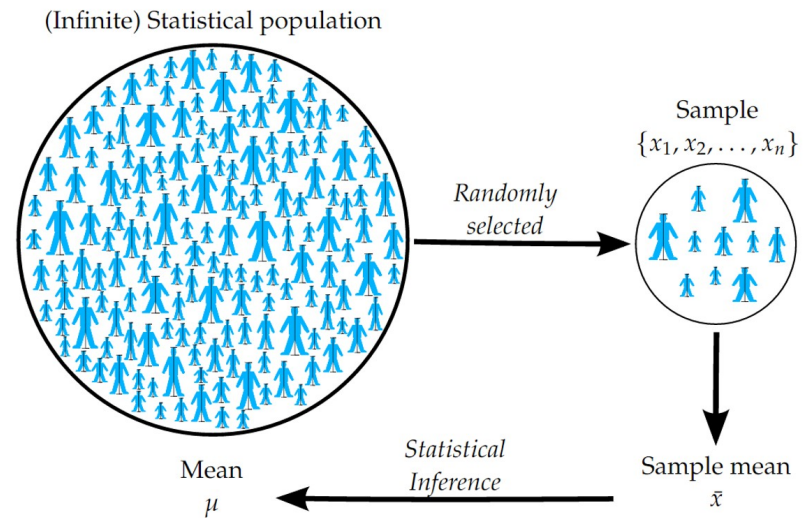 (Infinite) Statistical population
Sample
{x₁, x₂, . . . , xₙ}
Randomly
selected
Statistical
Inference
Mean
μ
Sample mean
x̄